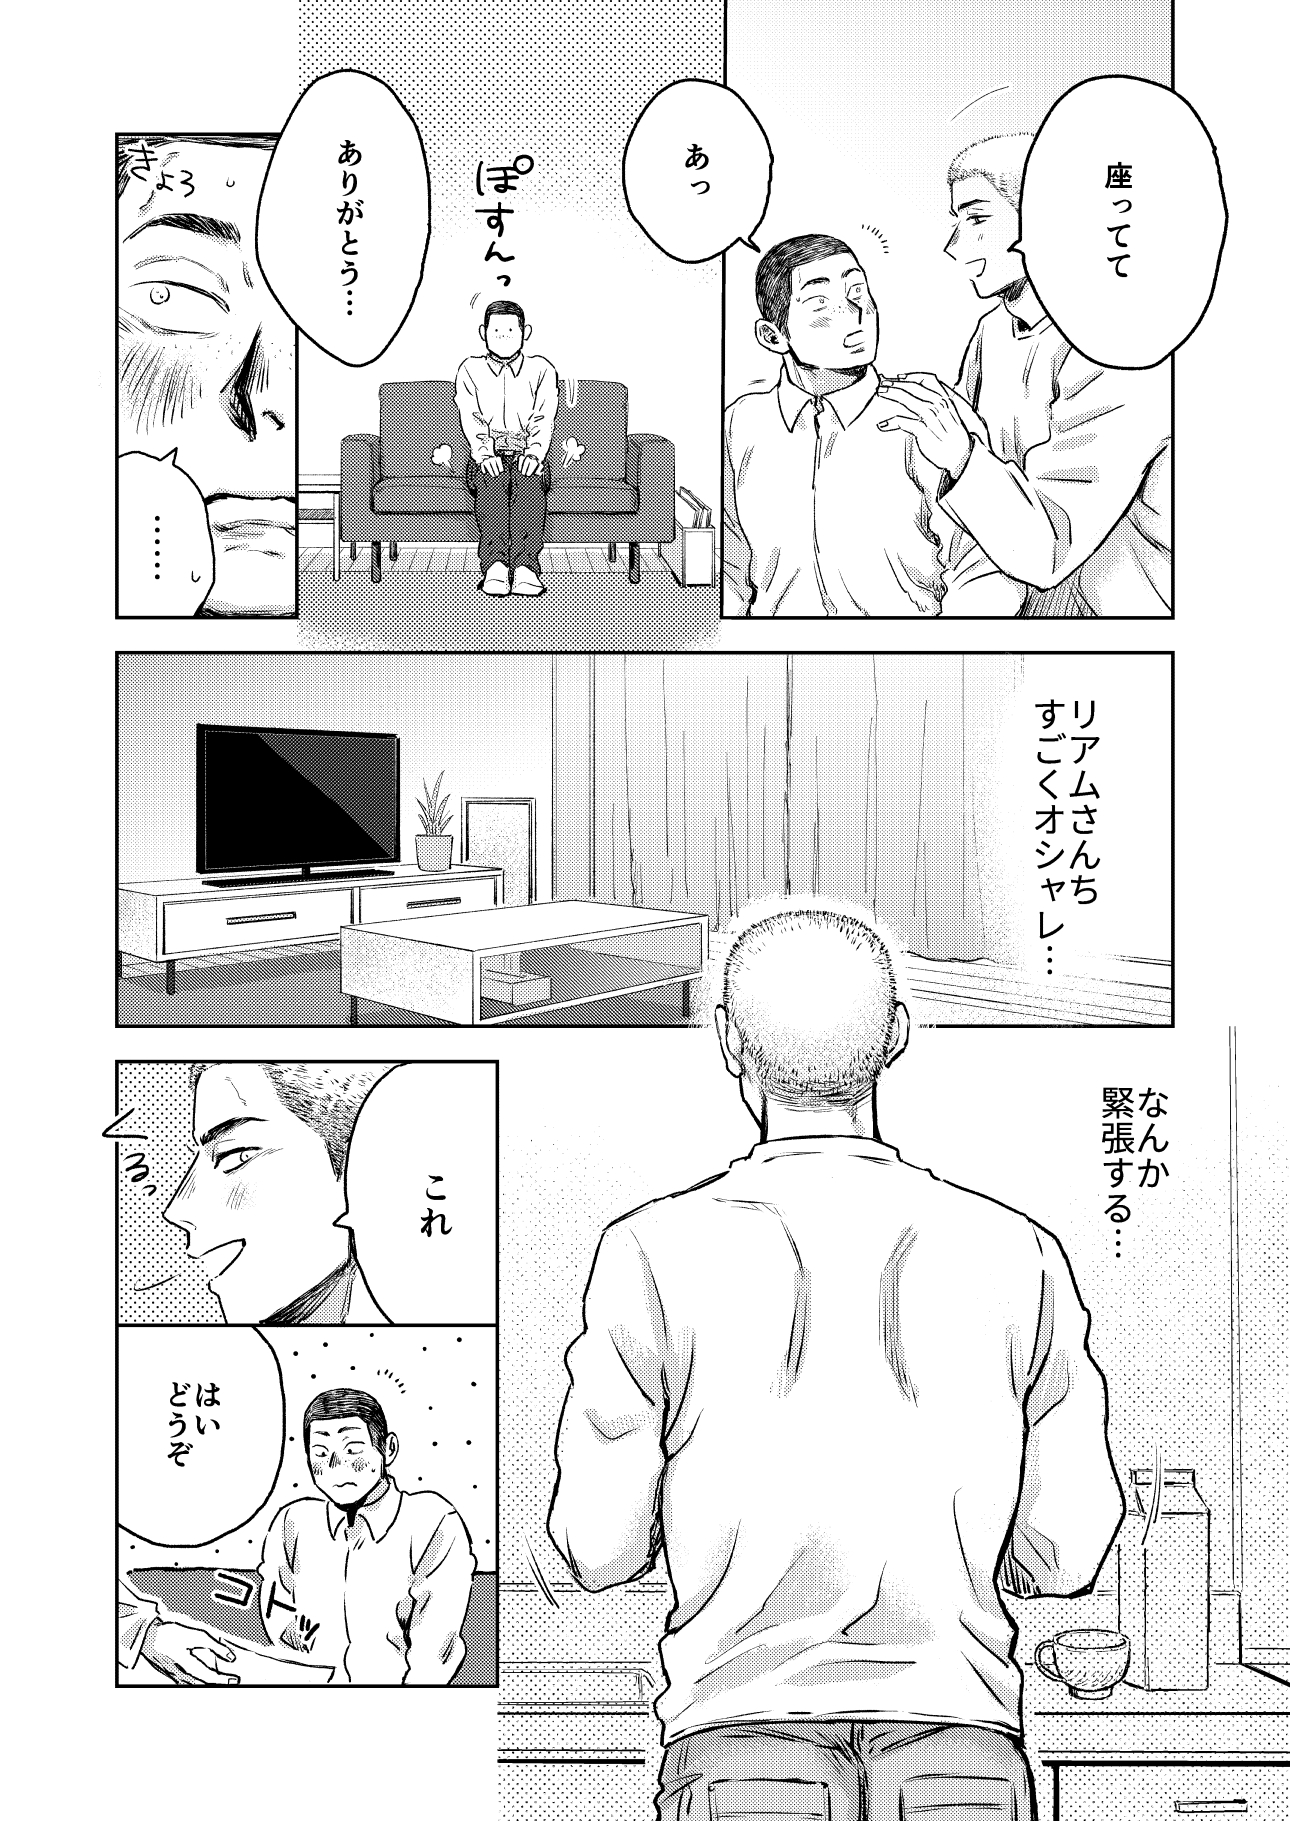 座ってて
あっ
ぽすんっ
ありがとう…
きょろ
……
リアムさんち
すごくオシャレ…
なんか
緊張する…
これ
くるっ
はい
どうぞ
コトッ